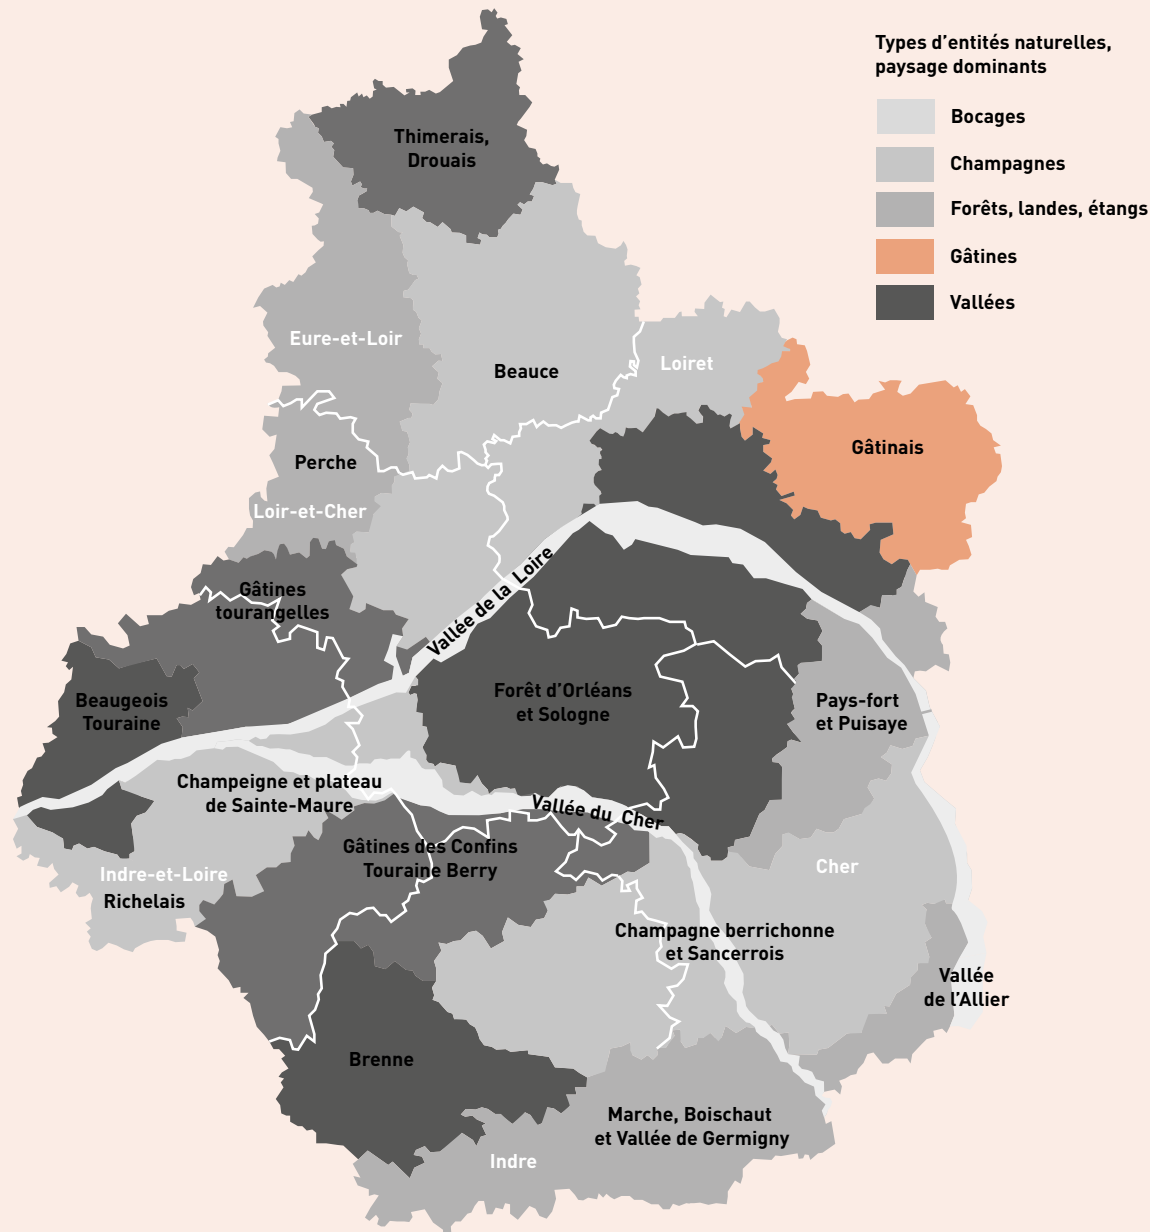 Types d'entités naturelles,
paysage dominants
Bocages
Champagnes
Forêts, landes, étangs
Gâtines
Vallées
Thimerais,
Drouais
Eure-et-Loir
Beauce
Loiret
Gâtinais
Perche
Loir-et-Cher
Vallée de la Loire
Gâtines
tourangelles
Beaugeois
Touraine
Forêt d'Orléans
et Sologne
Pays-fort
et Puisaye
Champeigne et plateau
de Sainte-Maure
Vallée du Cher
Gâtines des Confins
Touraine Berry
Indre-et-Loire
Richelais
Cher
Champagne berrichonne
et Sancerrois
Vallée
de l'Allier
Brenne
Marche, Boischaut
et Vallée de Germigny
Indre